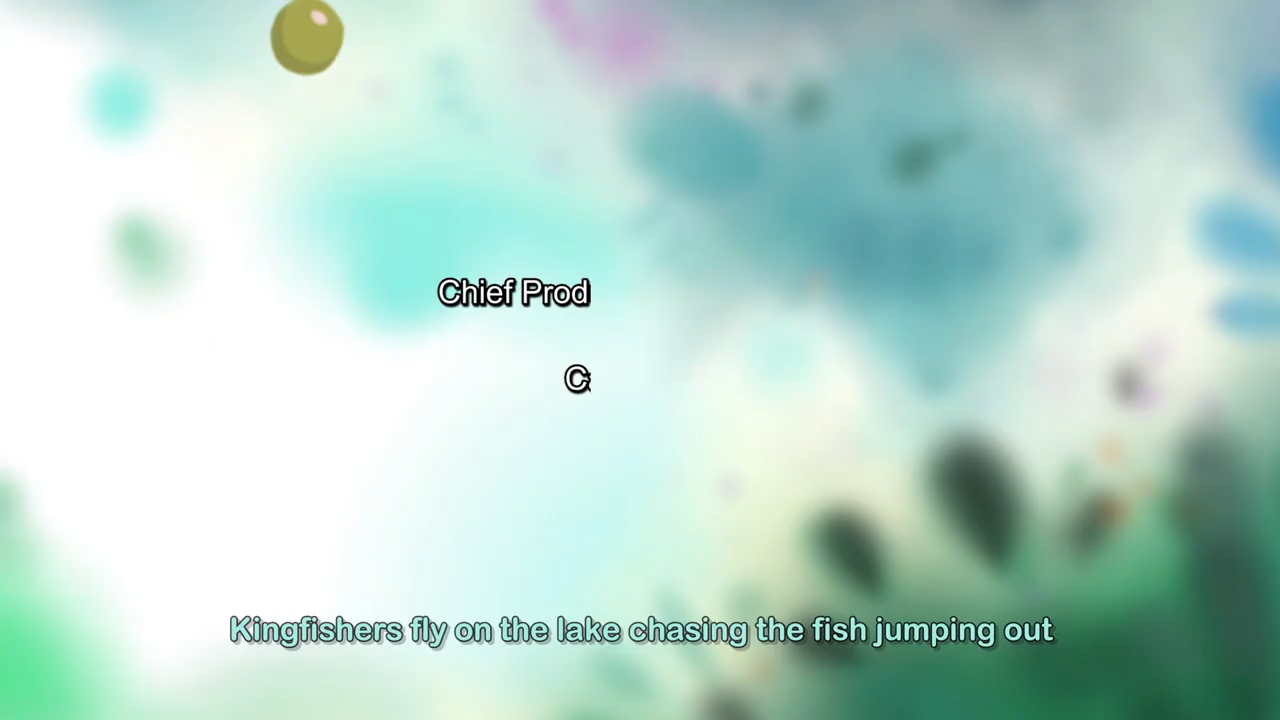 Chief Prod
C
Kingfishers fly on the lake chasing the fish jumping out